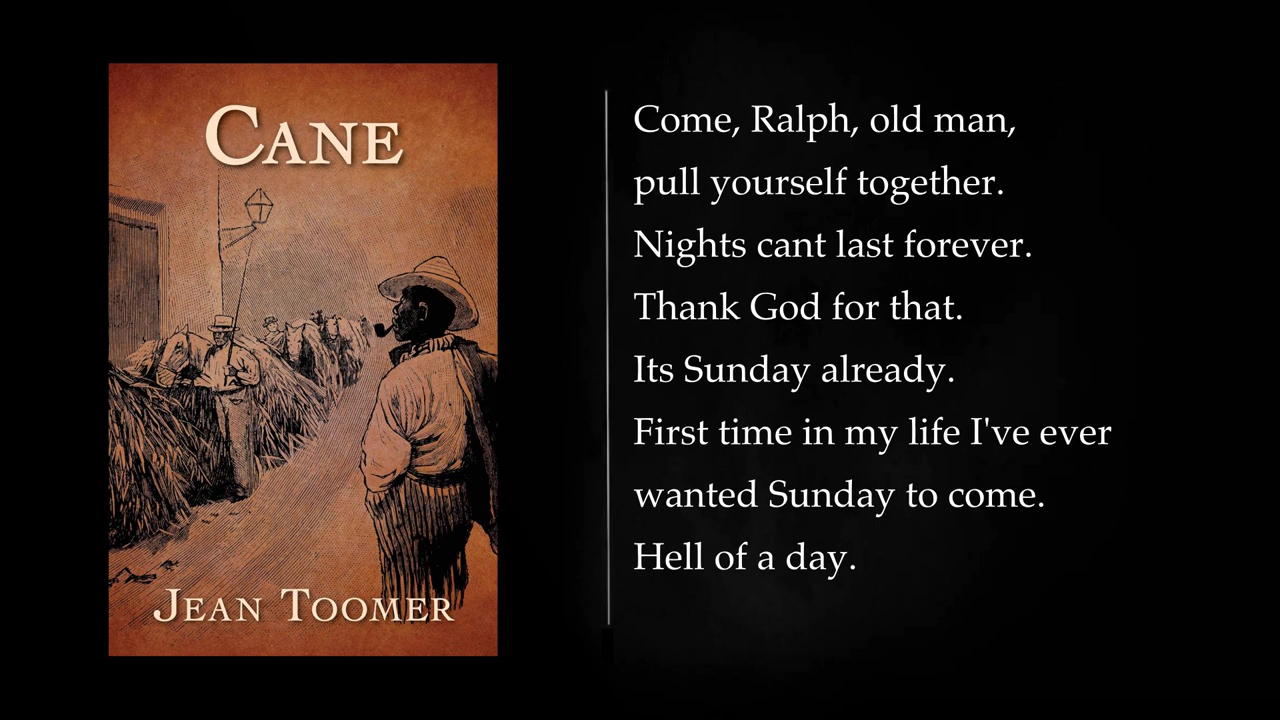 CANE
JEAN TOOMER
Come, Ralph, old man,
pull yourself together.
Nights cant last forever.
Thank God for that.
Its Sunday already.
First time in my life I've ever
wanted Sunday to come.
Hell of a day.